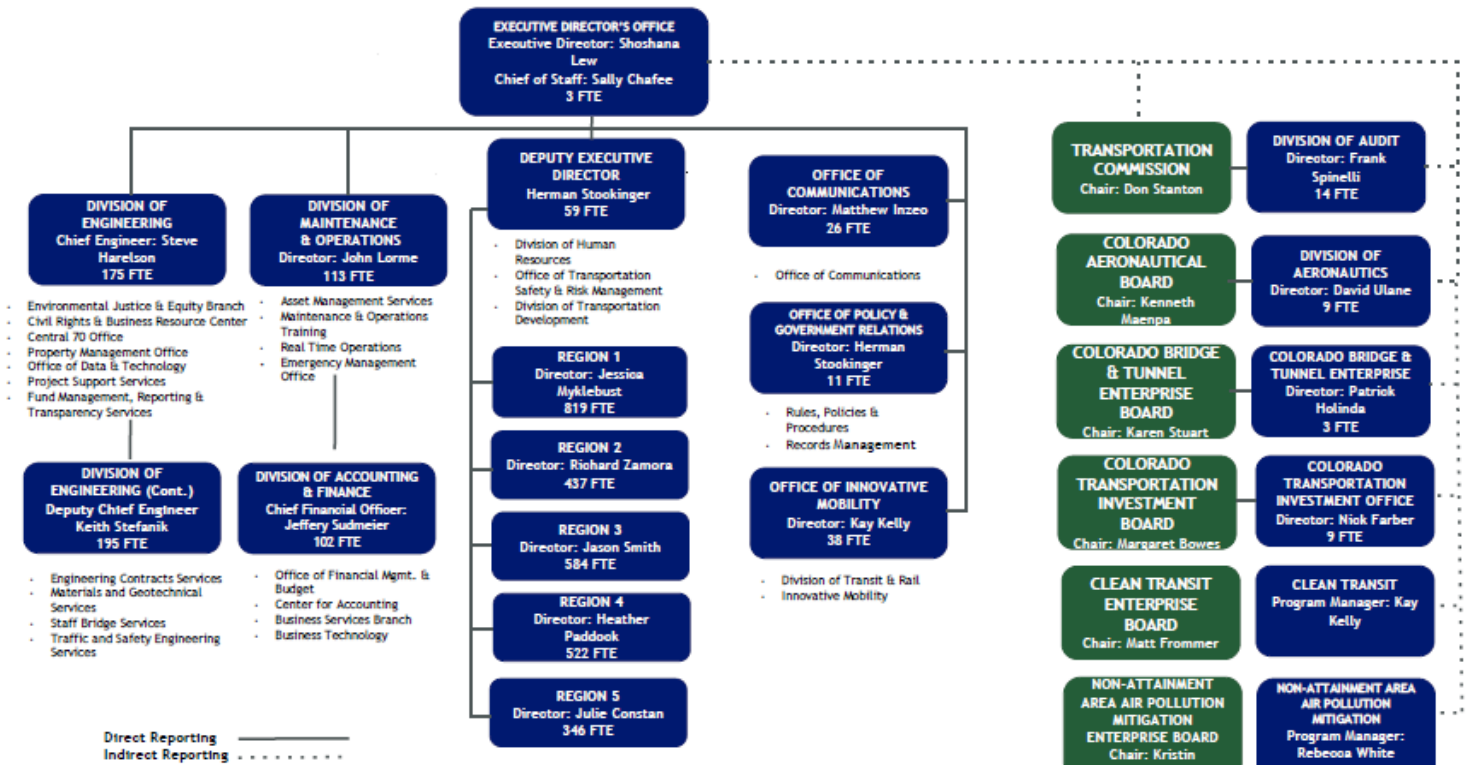 EXECUTIVE DIRECTOR'S OFFICE
Executive Director: Shoshana
Lew
Chief of Staff: Sally Chafee
3 FTE
DIVISION OF
ENGINEERING
Chief Engineer: Steve
Harelson
175 FTE
· Environmental Justice & Equity Branch
· Civil Rights & Business Resource Center
· Central 70 Office
· Property Management Office
· Office of Data & Technology
· Project Support Services
· Fund Management, Reporting &
Transparency Services
DIVISION OF
ENGINEERING (Cont.)
Deputy Chief Engineer
Keith Stefanik
195 FTE
· Engineering Contracts Services
· Materials and Geotechnical
Services
· Staff Bridge Services
· Traffic and Safety Engineering
Services
DIVISION OF
MAINTENANCE
& OPERATIONS
Director: John Lorme
113 FTE
· Asset Management Services
· Maintenance & Operations
Training
· Real Time Operations
· Emergency Management
Office
DIVISION OF ACCOUNTING
& FINANCE
Chief Financial Officer:
Jeffery Sudmeier
102 FTE
· Office of Financial Mgmt. &
Budget
· Center for Accounting
· Business Services Branch
· Business Technology
DEPUTY EXECUTIVE
DIRECTOR
Herman Stockinger
59 FTE
· Division of Human
Resources
· Office of Transportation
Safety & Risk Management
· Division of Transportation
Development
REGION 1
Director: Jessica
Myklebust
819 FTE
REGION 2
Director: Richard Zamora
437 FTE
REGION 3
Director: Jason Smith
584 FTE
REGION 4
Director: Heather
Paddock
522 FTE
REGION 5
Director: Julie Constan
346 FTE
OFFICE OF
COMMUNICATIONS
Director: Matthew Inzeo
26 FTE
· Office of Communications
OFFICE OF POLICY &
GOVERNMENT RELATIONS
Director: Herman
Stockinger
11 FTE
· Rules, Policies &
Procedures
· Records Management
OFFICE OF INNOVATIVE
MOBILITY
Director: Kay Kelly
38 FTE
· Division of Transit & Rail
· Innovative Mobility
TRANSPORTATION
COMMISSION
Chair: Don Stanton
DIVISION OF AUDIT
Director: Frank
Spinelli
14 FTE
COLORADO
AERONAUTICAL
BOARD
Chair: Kenneth
Maenpa
DIVISION OF
AERONAUTICS
Director: David Ulane
9 FTE
COLORADO BRIDGE
& TUNNEL
ENTERPRISE
BOARD
Chair: Karen Stuart
COLORADO BRIDGE &
TUNNEL ENTERPRISE
Director: Patrick
Holinda
3 FTE
COLORADO
TRANSPORTATION
INVESTMENT
BOARD
Chair: Margaret Bowes
COLORADO
TRANSPORTATION
INVESTMENT OFFICE
Director: Nick Farber
9 FTE
CLEAN TRANSIT
ENTERPRISE
BOARD
Chair: Matt Frommer
CLEAN TRANSIT
Program Manager: Kay
Kelly
NON-ATTAINMENT
AREA AIR POLLUTION
MITIGATION
ENTERPRISE BOARD
Chair: Kristin
NON-ATTAINMENT AREA
AIR POLLUTION
MITIGATION
Program Manager:
Rebecca White
Direct Reporting
Indirect Reporting